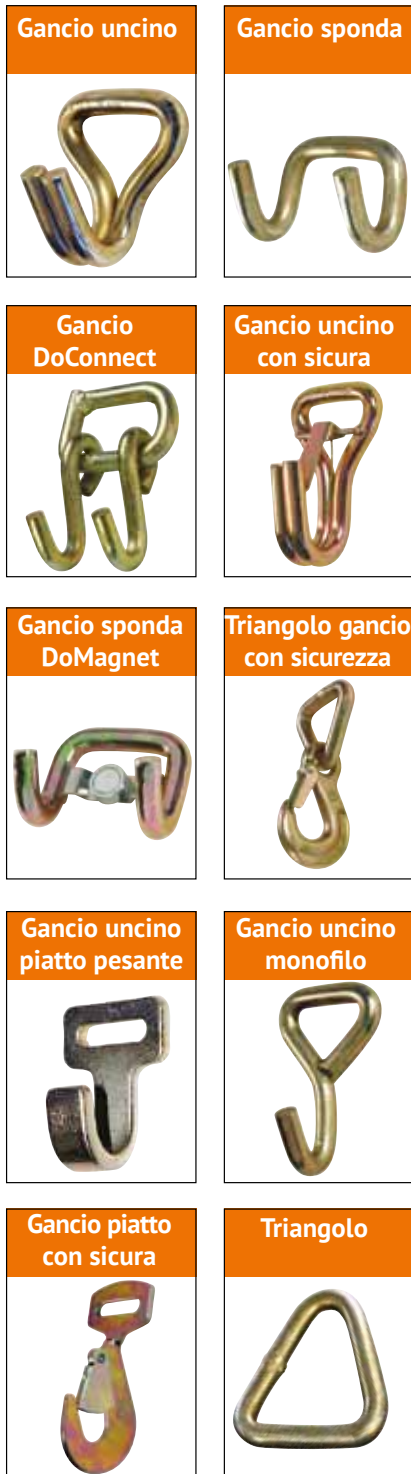 Gancio uncino
Gancio sponda
Gancio
DoConnect
Gancio uncino
con sicura
Gancio sponda
DoMagnet
Triangolo gancio
con sicurezza
Gancio uncino
piatto pesante
Gancio uncino
monofilo
Gancio piatto
con sicura
Triangolo